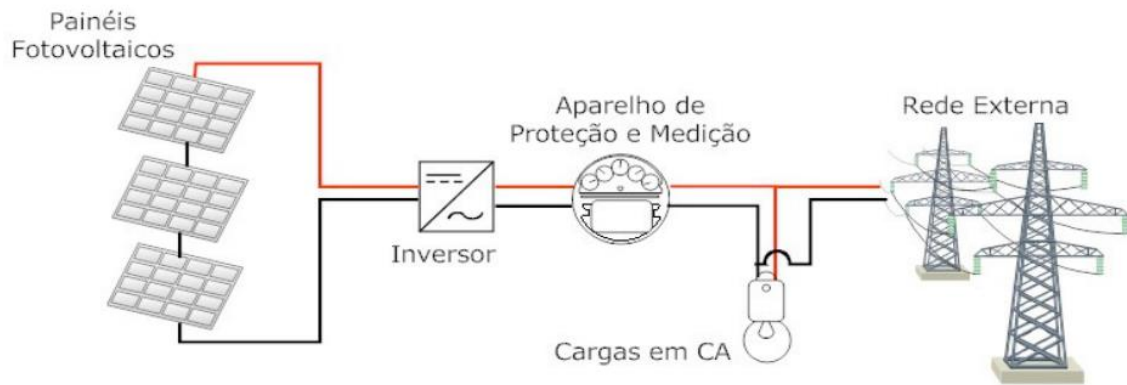 Painéis
Fotovoltaicos
Aparelho de
Proteção e Medição
Rede Externa
Inversor
Cargas em CA